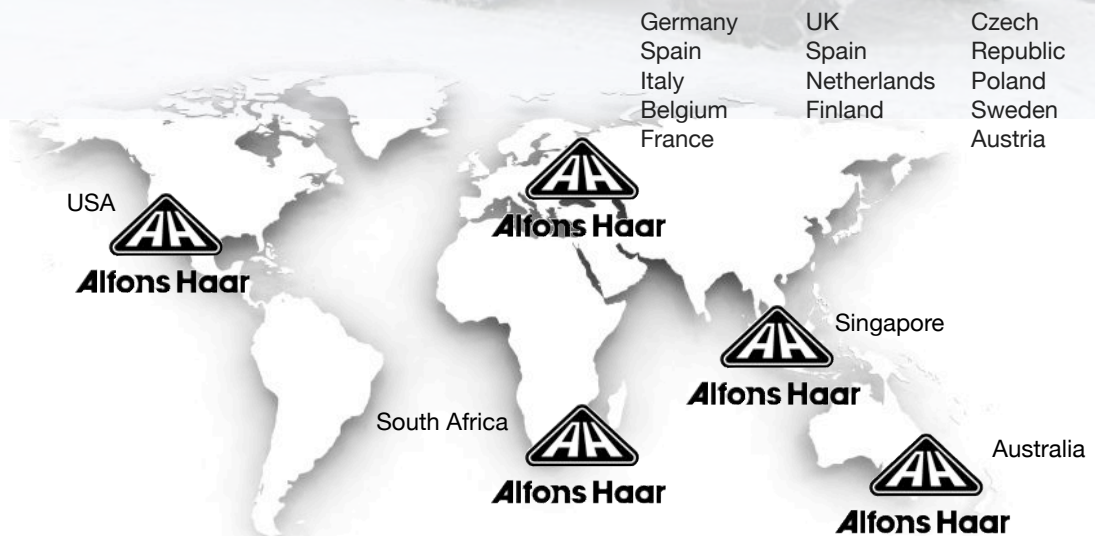 Germany
Spain
Italy
Belgium
France
UK
Spain
Netherlands
Finland
Czech
Republic
Poland
Sweden
Austria
USA
AH
Alfons Haar
AH
Alfons Haar
Singapore
AH
Alfons Haar
South Africa
AH
Alfons Haar
Australia
AH
Alfons Haar